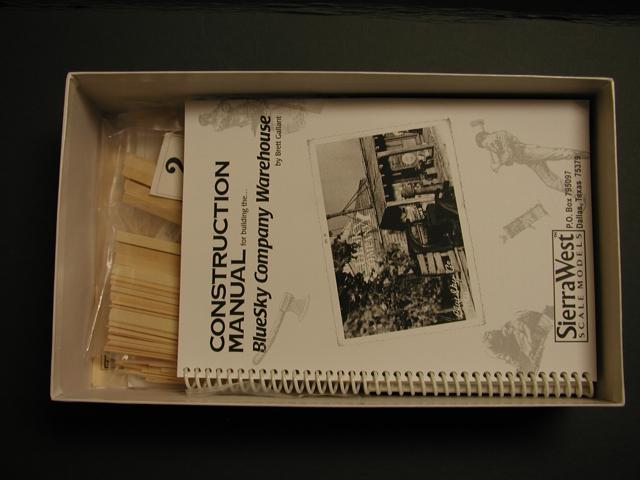 CONSTRUCTION
MANUAL for building the...
BlueSky Company Warehouse
by Brett Gallant
SierraWest
SCALE MODELS
P.O. Box 795097
Dallas, Texas 75379
2